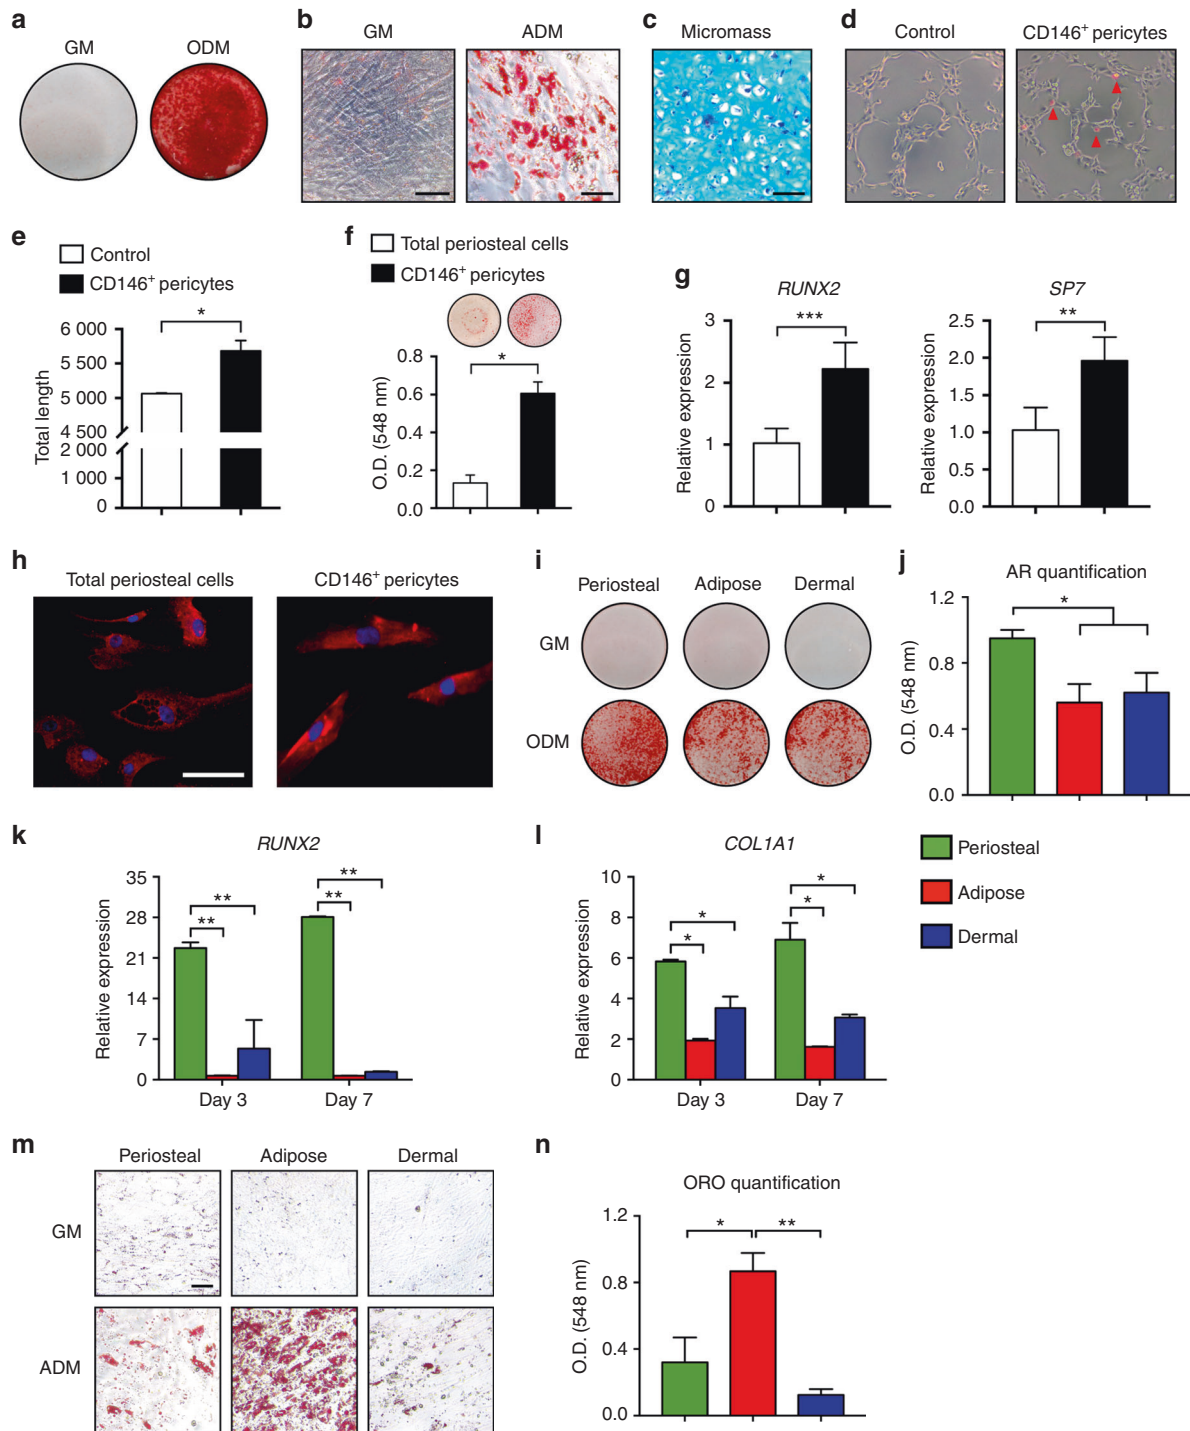 a
GM ODM
b
GM ADM
c
Micromass
d
Control CD146+ pericytes
e
Control
CD146+ pericytes
*
6 000
5 500
5 000
4 500
2 000
1 000
0
Total length
f
Total periosteal cells
CD146+ pericytes
*
0.8
0.6
0.4
0.2
0.0
O.D. (548 nm)
g
RUNX2
***
3
2
1
0
Relative expression
SP7
**
2.5
2.0
1.5
1.0
0.5
0.0
Relative expression
h
Total periosteal cells CD146+ pericytes
i
Periosteal Adipose Dermal
GM
ODM
j
AR quantification
*
1.2
0.8
0.4
0.0
O.D. (548 nm)
k
RUNX2
35
28
21
14
7
0
Relative expression
**
**
**
**
Day 3 Day 7
l
COL1A1
10
8
6
4
2
0
Relative expression
*
*
*
*
Day 3 Day 7
Periosteal
Adipose
Dermal
m
Periosteal Adipose Dermal
GM
ADM
n
ORO quantification
* **
1.2
0.8
0.4
0.0
O.D. (548 nm)